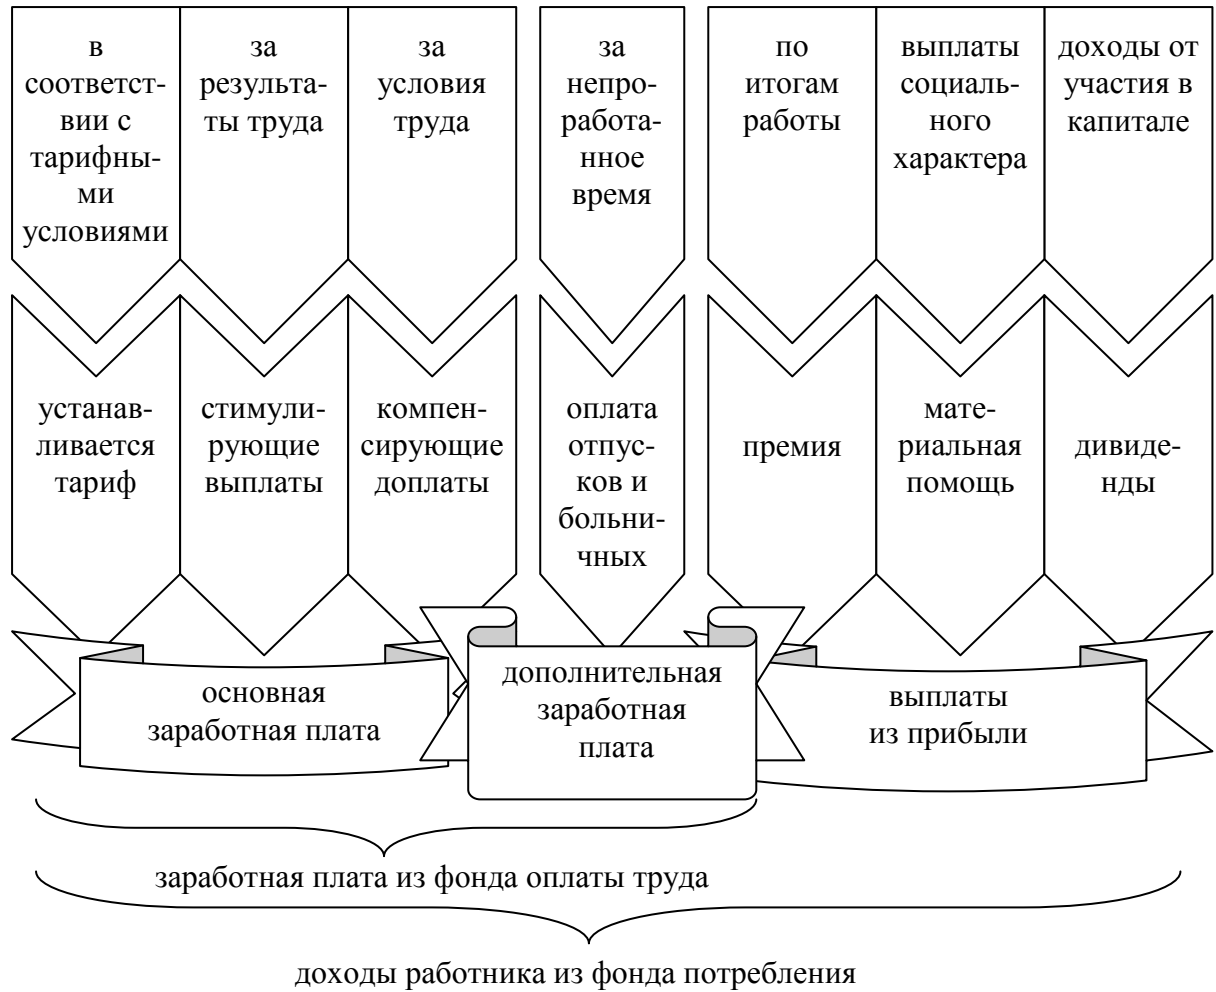 в
соответст-
вии с
тарифны-
ми
условиями
за
результа-
ты труда
за
условия
труда
за
непро-
работа-
нное
время
по
итогам
работы
выплаты
социаль-
ного
характера
доходы от
участия в
капитале
устанав-
ливается
тариф
стимули-
рующие
выплаты
компен-
сирующие
доплаты
оплата
отпус-
ков и
больни-
чных
премия
мате-
риальная
помощь
дивиде-
нды
основная
заработная плата
дополнительная
заработная
плата
выплаты
из прибыли
заработная плата из фонда оплаты труда
доходы работника из фонда потребления